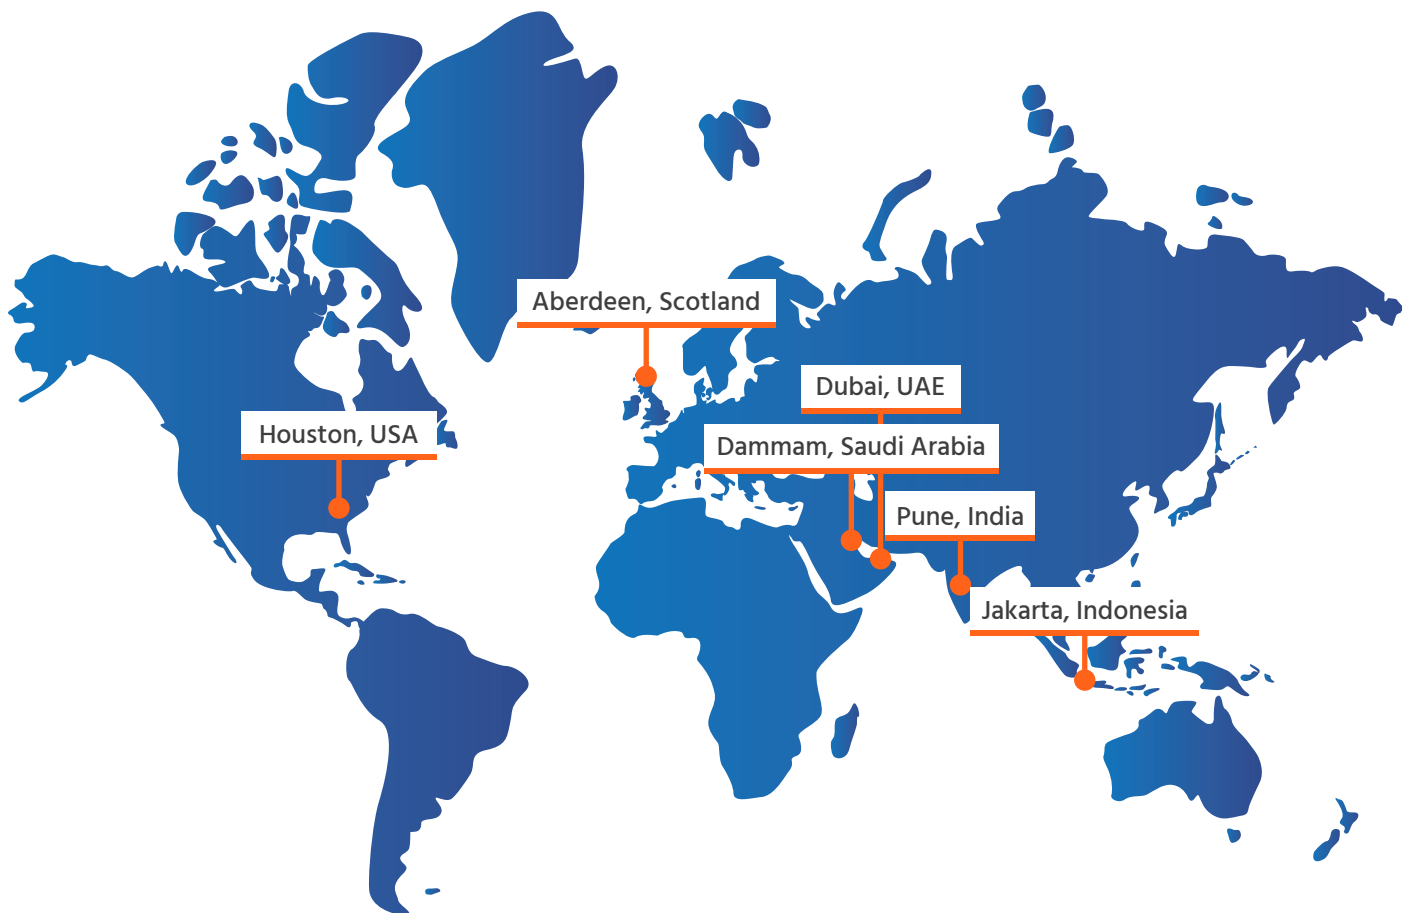 Aberdeen, Scotland
Dubai, UAE
Houston, USA
Dammam, Saudi Arabia
Pune, India
Jakarta, Indonesia